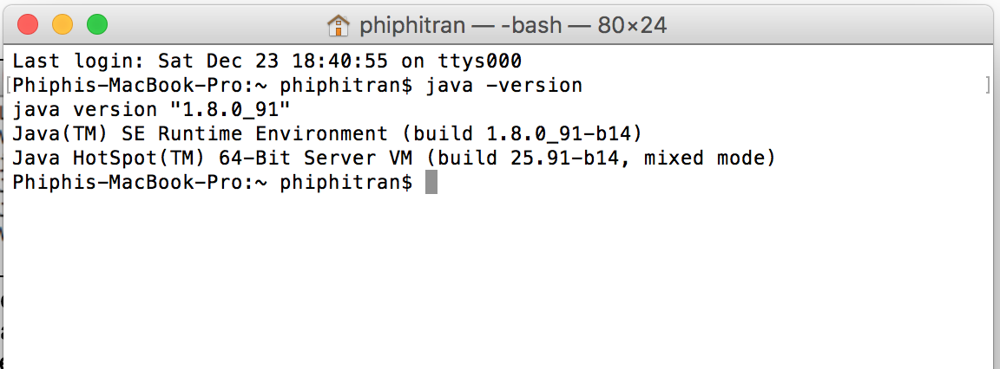 phiphitran — -bash — 80×24
Last login: Sat Dec 23 18:40:55 on ttys000
[Phiphis-MacBook-Pro:~ phiphitran$ java -version ]
java version "1.8.0_91"
Java(TM) SE Runtime Environment (build 1.8.0_91-b14)
Java HotSpot(TM) 64-Bit Server VM (build 25.91-b14, mixed mode)
Phiphis-MacBook-Pro:~ phiphitran$